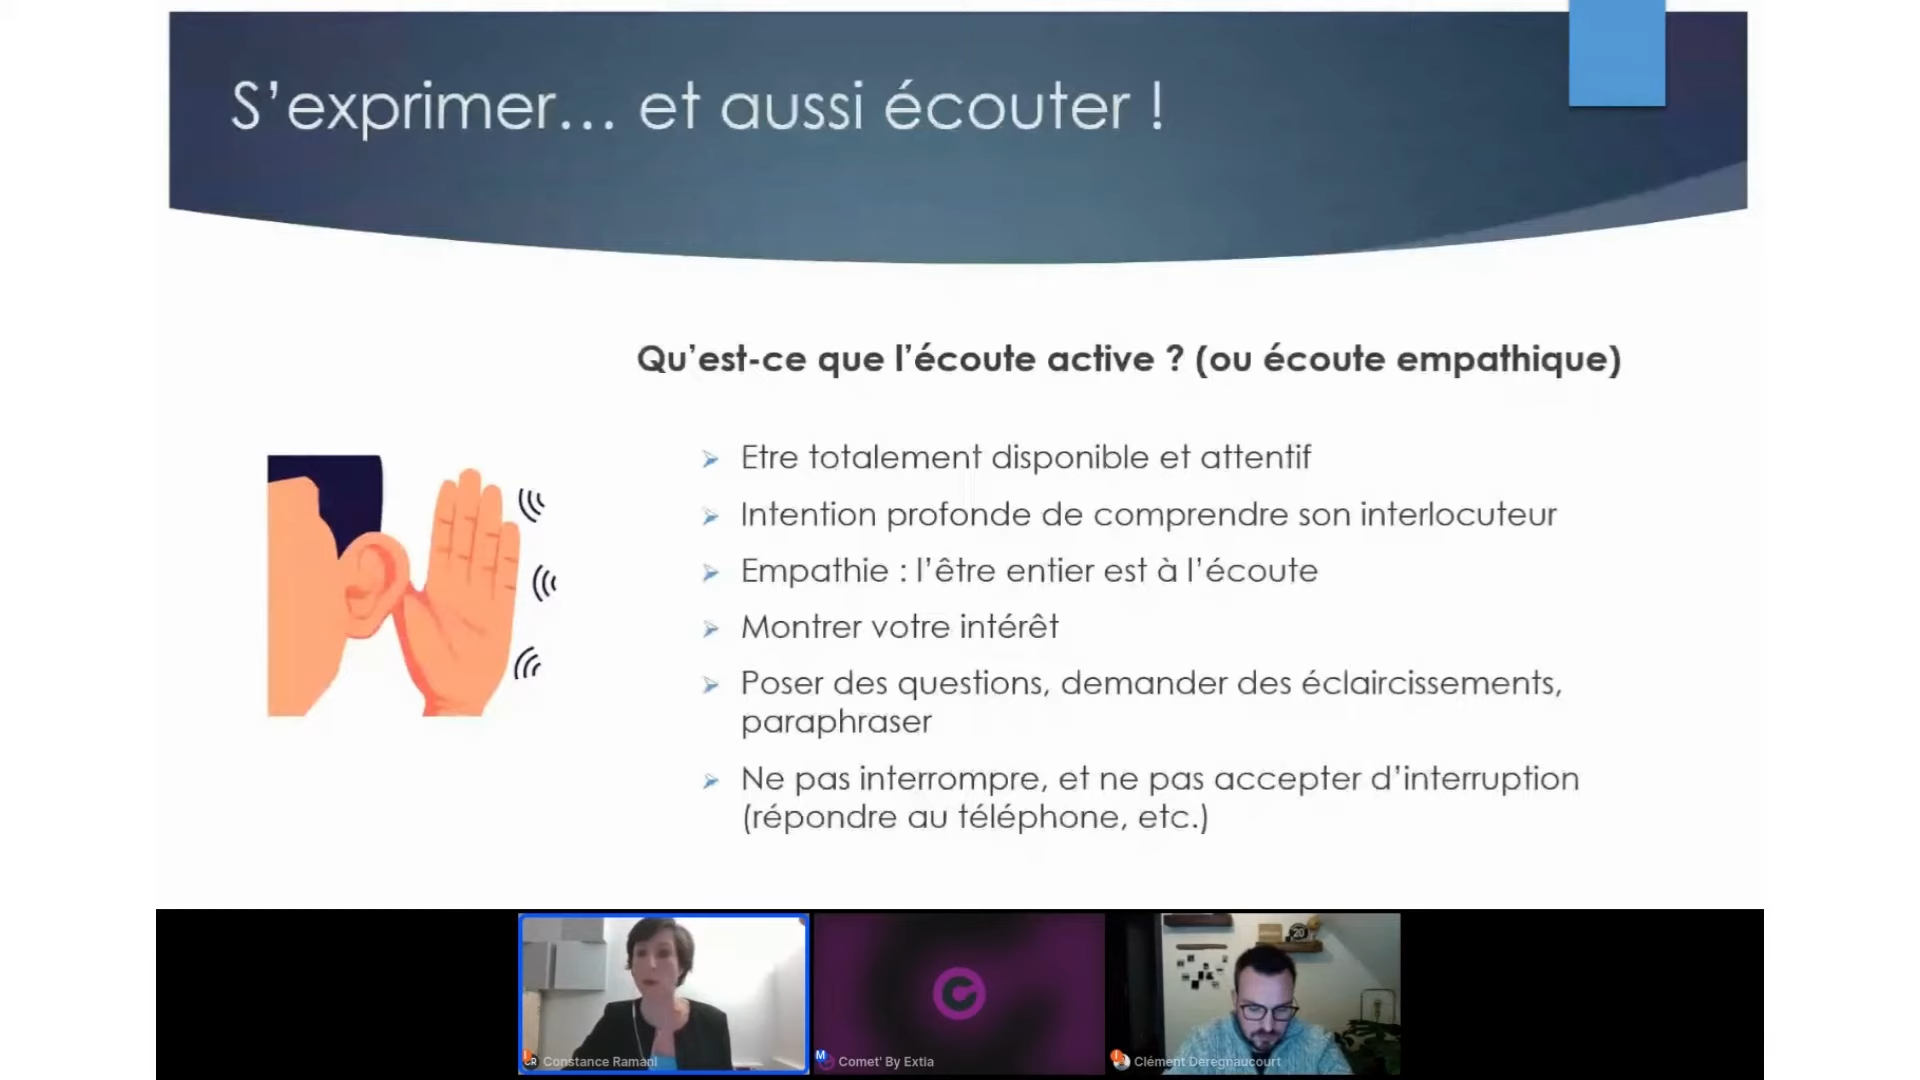 S’exprimer… et aussi écouter !
Qu’est-ce que l’écoute active ? (ou écoute empathique)
Etre totalement disponible et attentif
Intention profonde de comprendre son interlocuteur
Empathie : l’être entier est à l’écoute
Montrer votre intérêt
Poser des questions, demander des éclaircissements,
paraphraser
Ne pas interrompre, et ne pas accepter d’interruption
(répondre au téléphone, etc.)
20
CR Constance Ramani
M Comet' By Extia
Clément Deregnaucourt